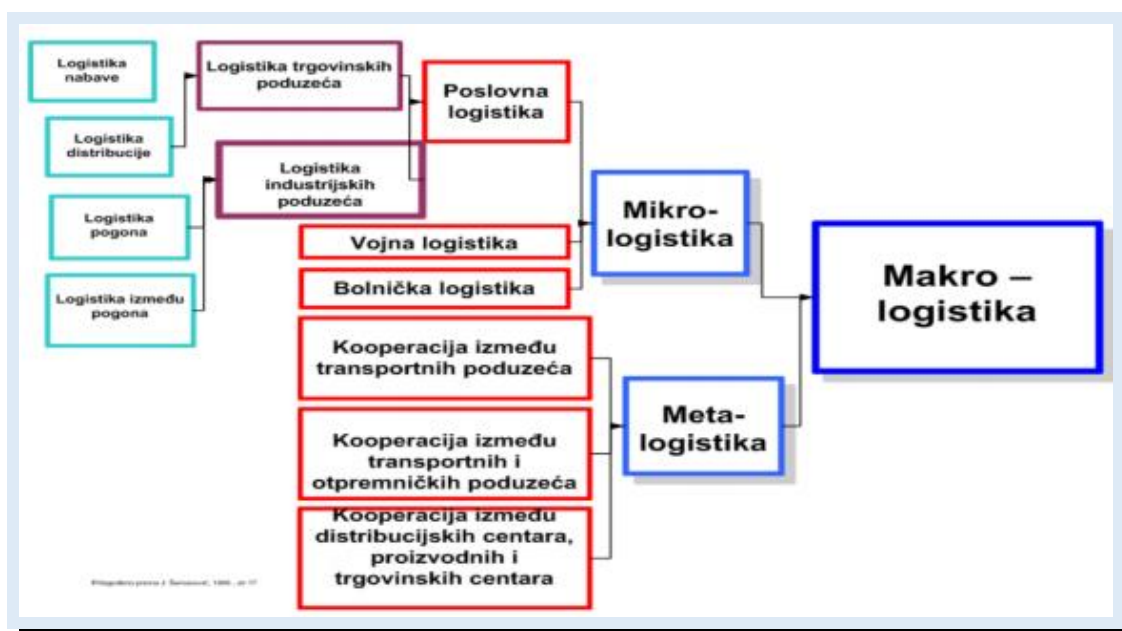 Logistika
nabave
Logistika
distribucije
Logistika
pogona
Logistika između
pogona
Logistika trgovinskih
poduzeća
Logistika
industrijskih
poduzeća
Poslovna
logistika
Vojna logistika
Bolnička logistika
Kooperacija između
transportnih poduzeća
Kooperacija između
transportnih i
otpremničkih poduzeća
Kooperacija između
distribucijskih centara,
proizvodnih i
trgovinskih centara
Mikro-
logistika
Meta-
logistika
Makro –
logistika